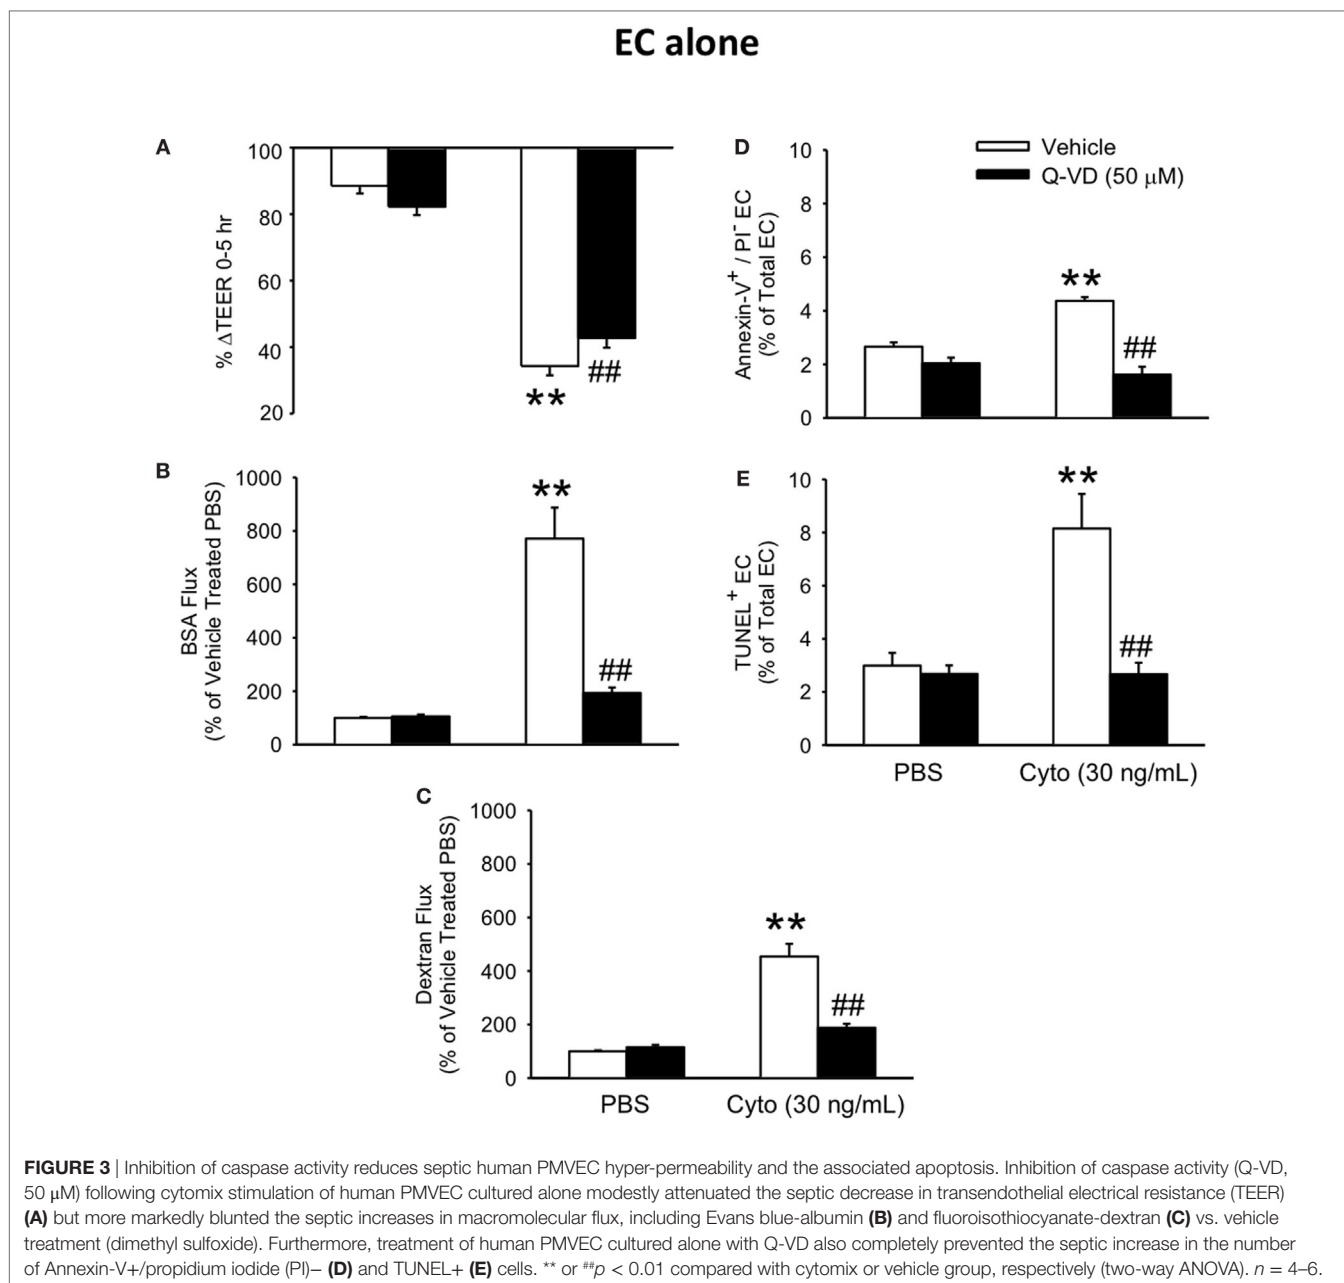 EC alone
A
100
80
60
40
20
% ΔTEER 0-5 hr
**
##
B
1000
800
600
400
200
0
BSA Flux
(% of Vehicle Treated PBS)
**
##
C
1000
800
600
400
200
0
Dextran Flux
(% of Vehicle Treated PBS)
**
##
PBS
Cyto (30 ng/mL)
D
10
8
6
4
2
0
Annexin-V⁺ / PI⁻ EC
(% of Total EC)
Vehicle
Q-VD (50 μM)
**
##
E
10
8
6
4
2
0
TUNEL⁺ EC
(% of Total EC)
**
##
PBS
Cyto (30 ng/mL)
FIGURE 3 | Inhibition of caspase activity reduces septic human PMVEC hyper-permeability and the associated apoptosis. Inhibition of caspase activity (Q-VD,
50 μM) following cytomix stimulation of human PMVEC cultured alone modestly attenuated the septic decrease in transendothelial electrical resistance (TEER)
(A) but more markedly blunted the septic increases in macromolecular flux, including Evans blue-albumin (B) and fluoroisothiocyanate-dextran (C) vs. vehicle
treatment (dimethyl sulfoxide). Furthermore, treatment of human PMVEC cultured alone with Q-VD also completely prevented the septic increase in the number
of Annexin-V+/propidium iodide (PI)− (D) and TUNEL+ (E) cells. ** or ##p < 0.01 compared with cytomix or vehicle group, respectively (two-way ANOVA). n = 4–6.